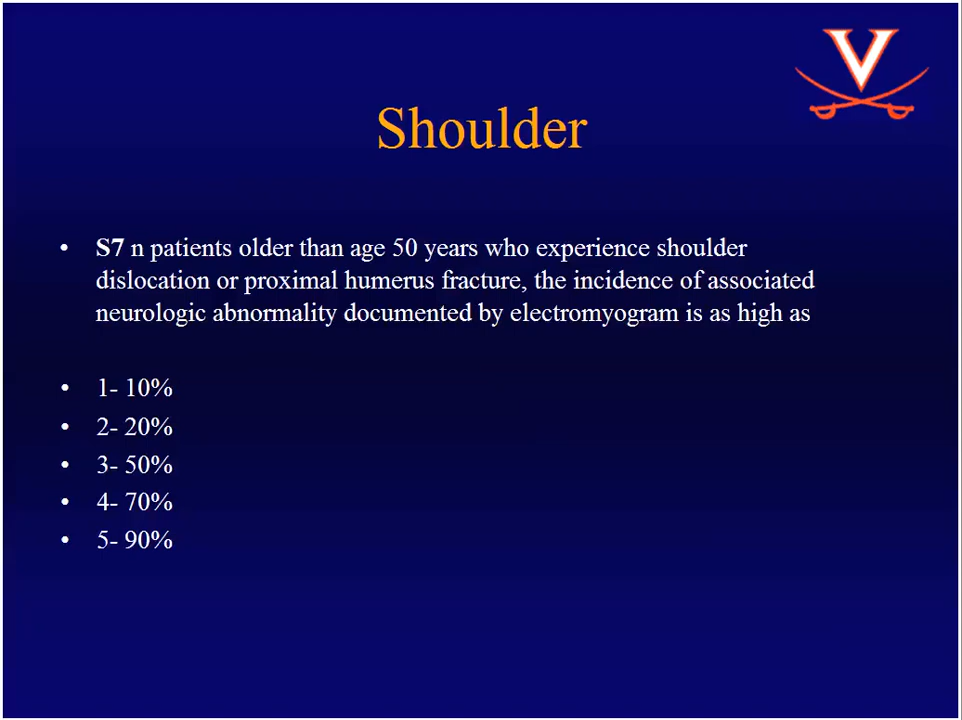 Shoulder
• S7 n patients older than age 50 years who experience shoulder
dislocation or proximal humerus fracture, the incidence of associated
neurologic abnormality documented by electromyogram is as high as
• 1- 10%
• 2- 20%
• 3- 50%
• 4- 70%
• 5- 90%